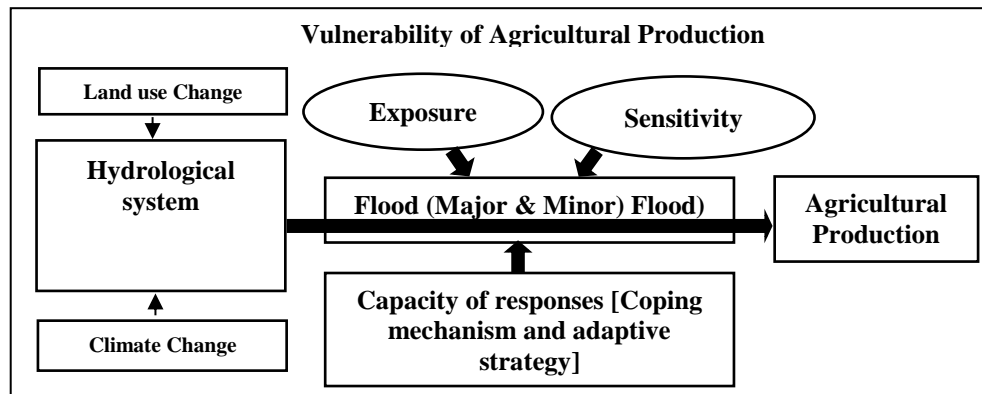 Vulnerability of Agricultural Production
Land use Change
Exposure
Sensitivity
Hydrological
system
Flood (Major & Minor) Flood)
Agricultural
Production
Capacity of responses [Coping
mechanism and adaptive
strategy]
Climate Change